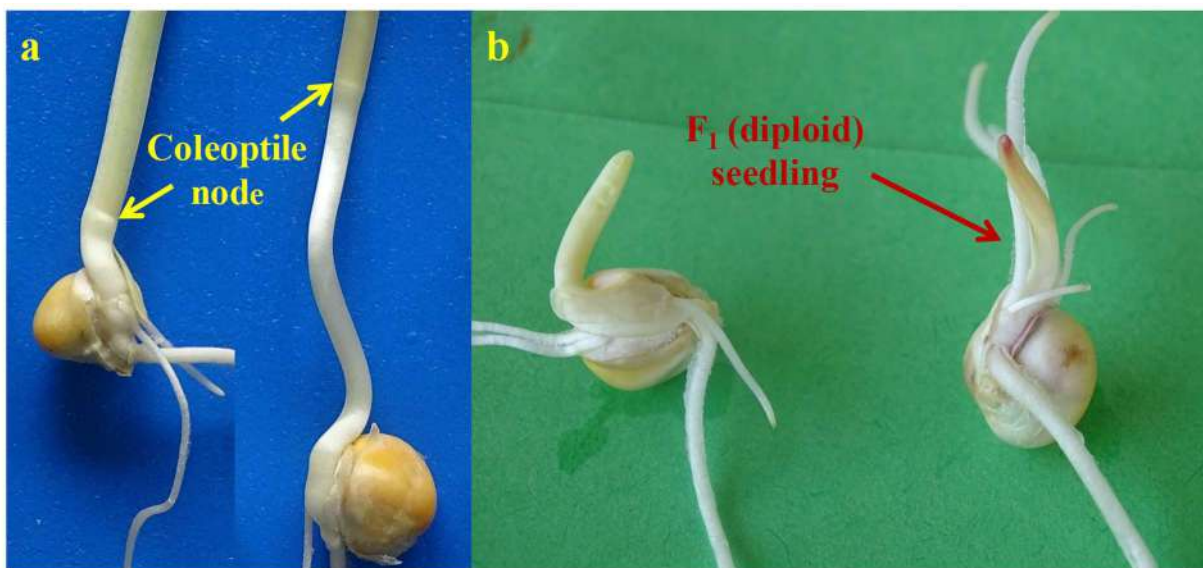 a
Coleoptile
node
b
F₁ (diploid)
seedling